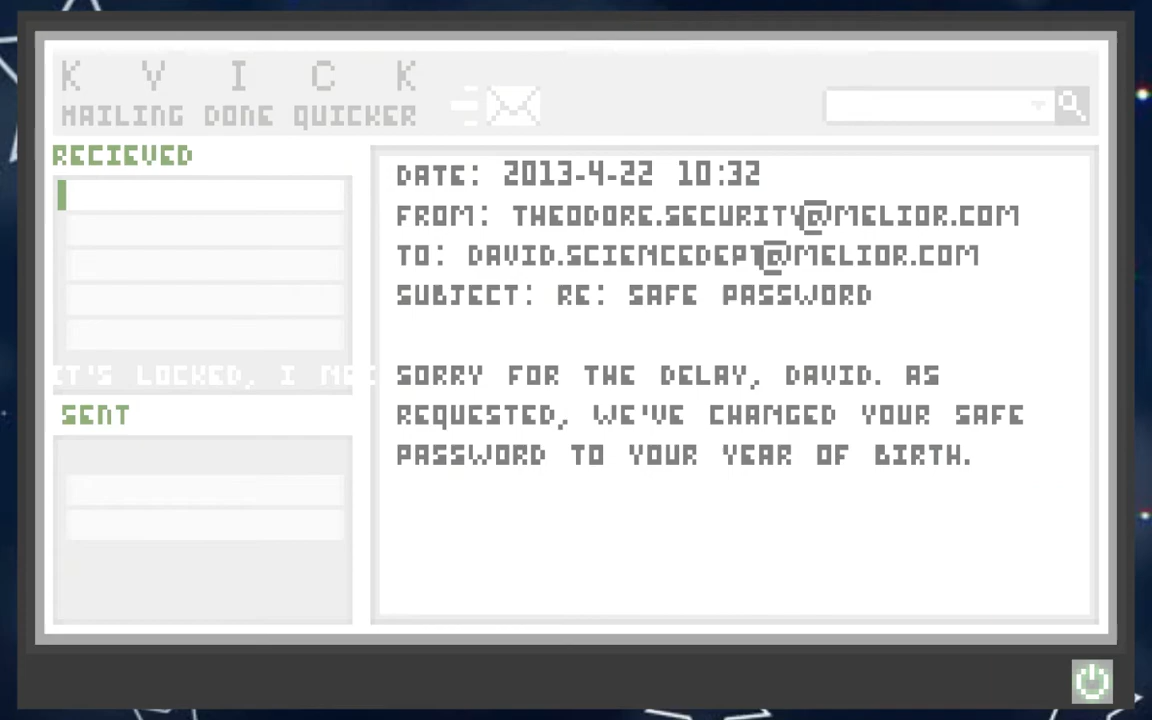 K V I C K
MAILING DONE QUICKER
RECIEVED
DATE: 2013-4-22 10:32
FROM: THEODORE.SECURITY@MELIOR.COM
TO: DAVID.SCIENCEDEPT@MELIOR.COM
SUBJECT: RE: SAFE PASSWORD
IT'S LOCKED, I
SORRY FOR THE DELAY, DAVID. AS
REQUESTED, WE'VE CHANGED YOUR SAFE
PASSWORD TO YOUR YEAR OF BIRTH.
SENT